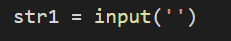 str1 = input('')